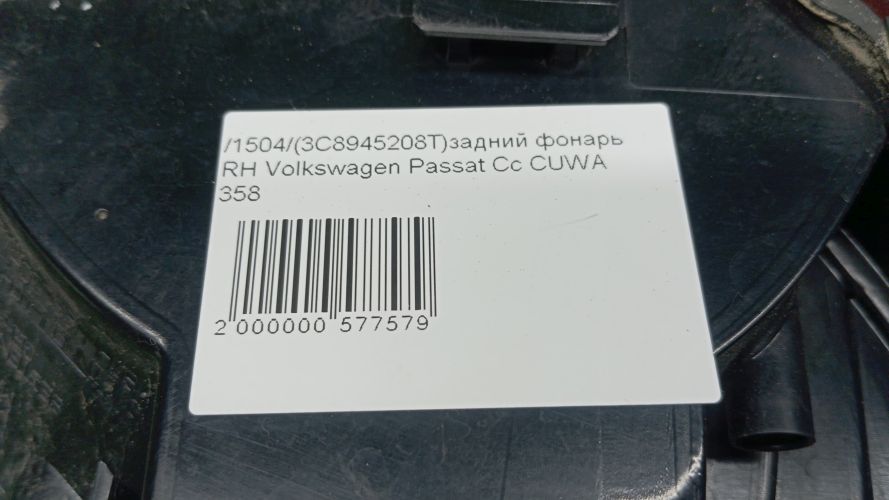 /1504/(3C8945208T)задний фонарь
RH Volkswagen Passat Cc CUWA
358
2 000000 577579